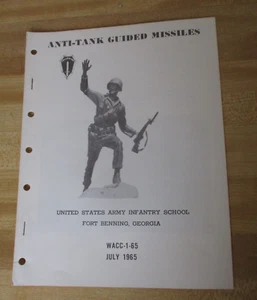 ANTI-TANK GUIDED MISSILES
UNITED STATES ARMY INFANTRY SCHOOL
FORT BENNING, GEORGIA
WACC-1-65
JULY 1965